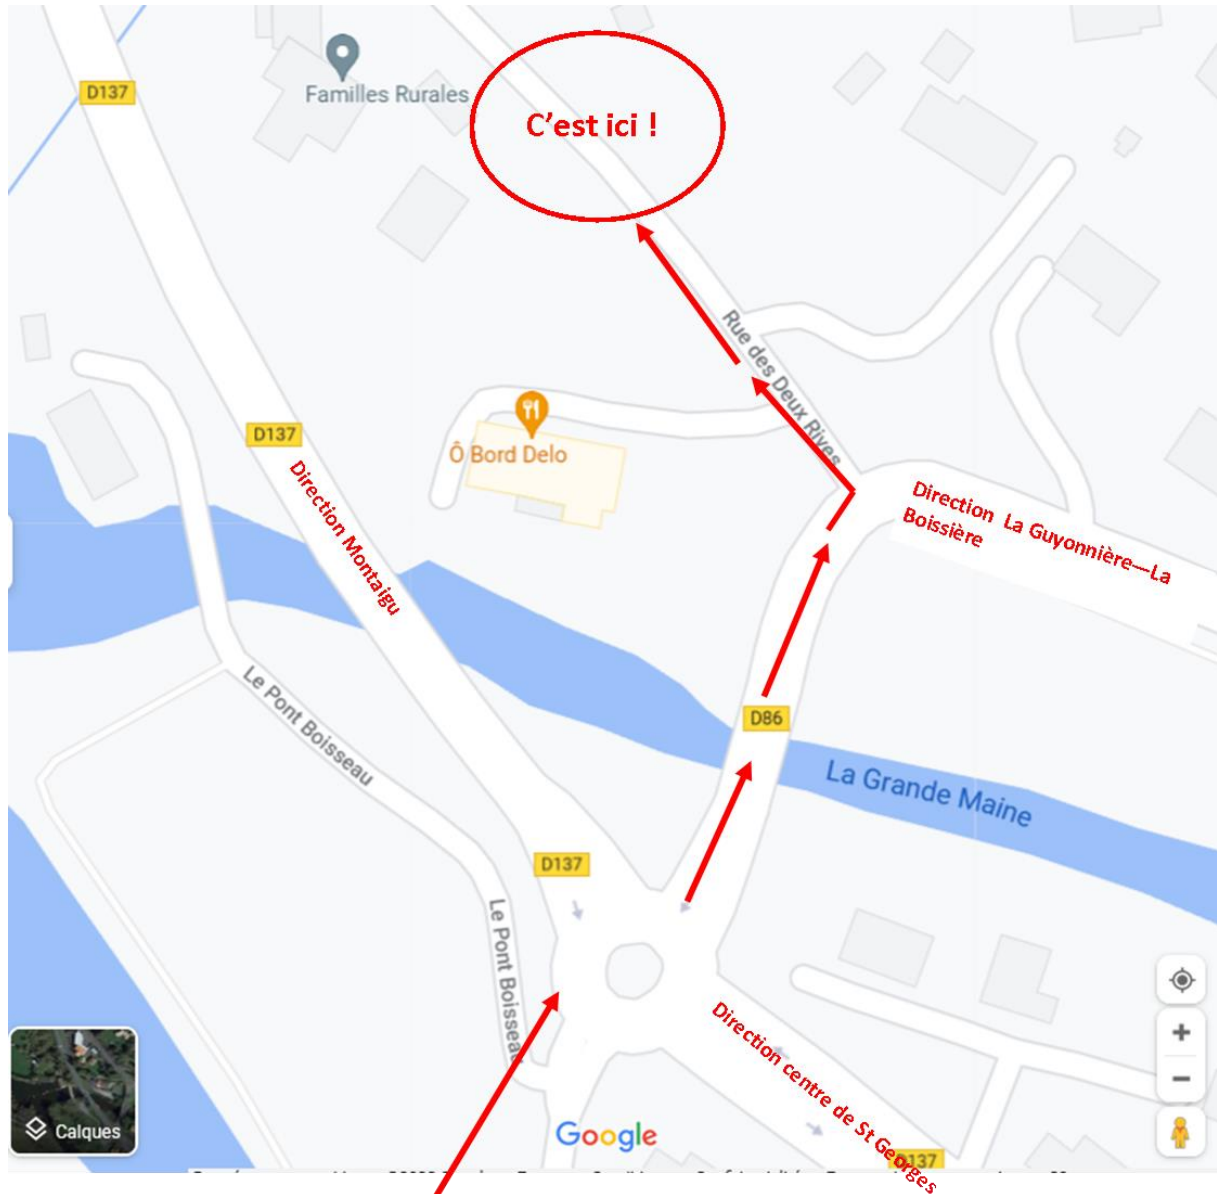 D137
Familles Rurales
C'est ici !
Rue des Deux Rives
D137
Ô Bord Delo
Direction Montaigu
Direction La Guyonnière—La
Boissière
Le Pont Boisseau
D86
La Grande Maine
D137
Le Pont Boisseau
Direction centre de St Georges
Calques
Google
D137